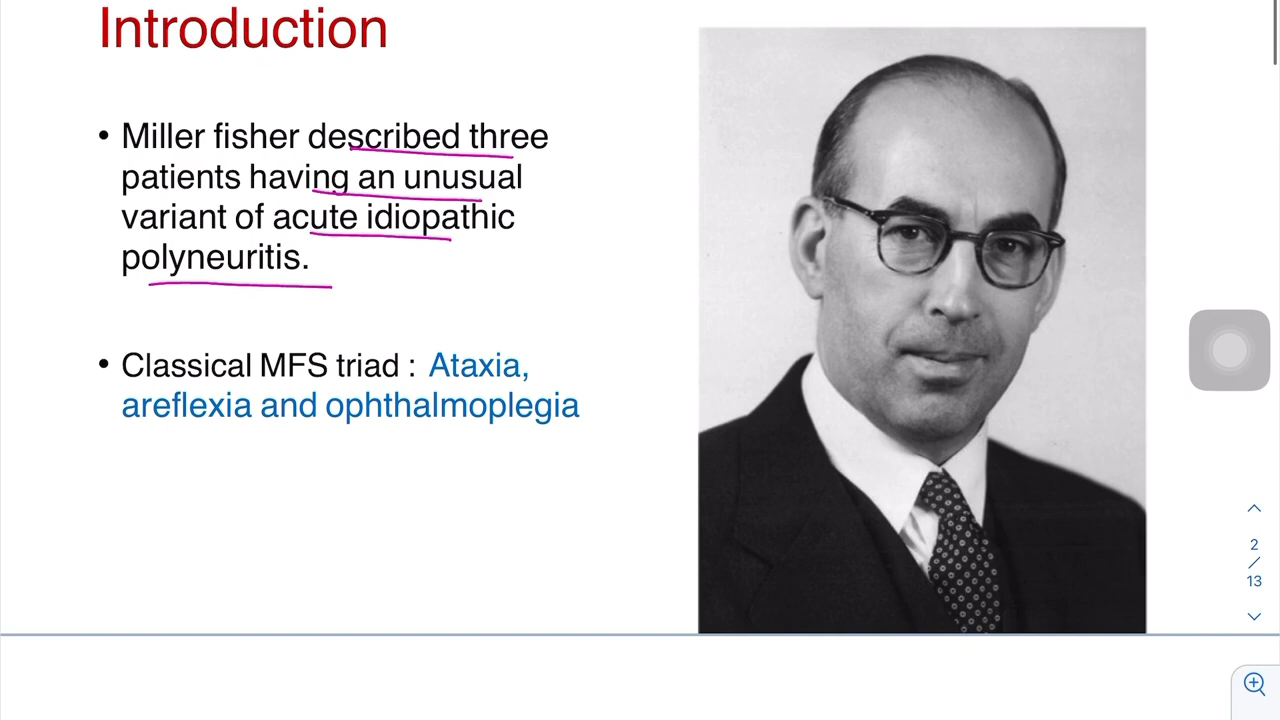 Introduction
• Miller fisher described three
patients having an unusual
variant of acute idiopathic
polyneuritis.
• Classical MFS triad : Ataxia,
areflexia and ophthalmoplegia
2
/
13